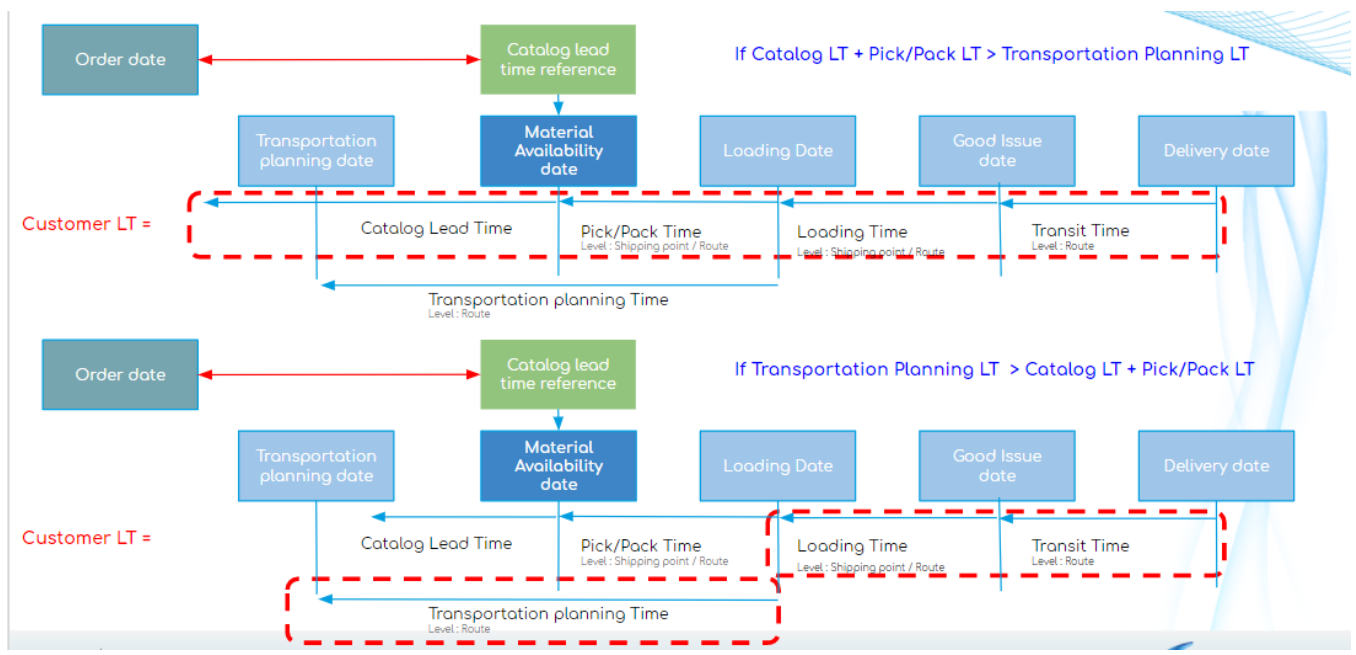 Order date
Catalog lead
time reference
If Catalog LT + Pick/Pack LT > Transportation Planning LT
Transportation
planning date
Material
Availability
date
Loading Date
Good Issue
date
Delivery date
Customer LT =
Catalog Lead Time
Pick/Pack Time
Level : Shipping point / Route
Loading Time
Level : Shipping point / Route
Transit Time
Level : Route
Transportation planning Time
Level : Route
Order date
Catalog lead
time reference
If Transportation Planning LT > Catalog LT + Pick/Pack LT
Transportation
planning date
Material
Availability
date
Loading Date
Good Issue
date
Delivery date
Customer LT =
Catalog Lead Time
Pick/Pack Time
Level : Shipping point / Route
Loading Time
Level : Shipping point / Route
Transit Time
Level : Route
Transportation planning Time
Level : Route